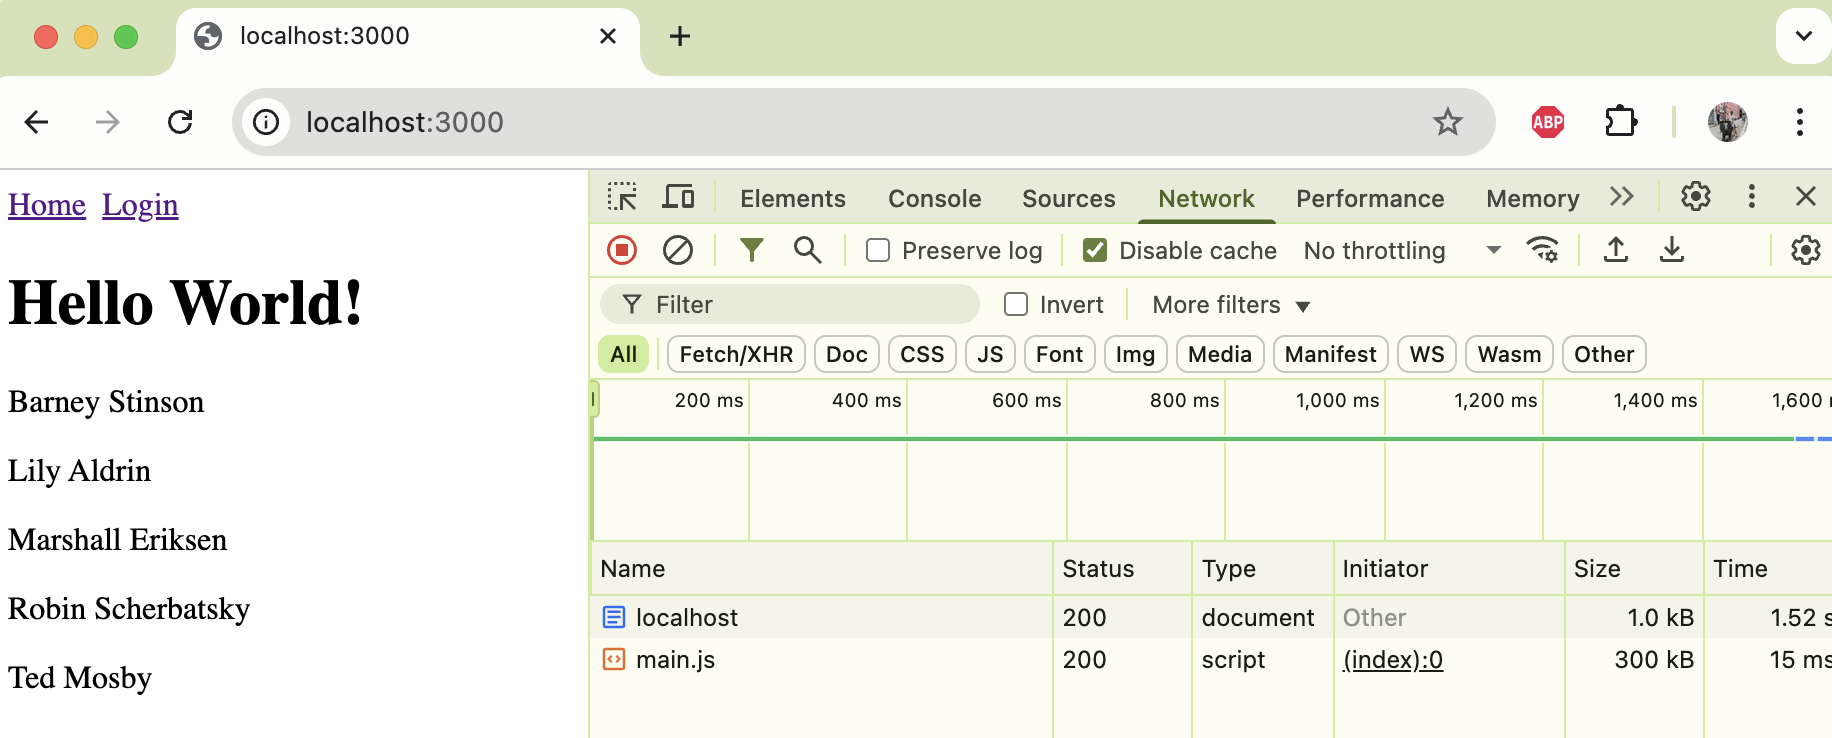 localhost:3000
localhost:3000
ABP
Home Login
Hello World!
Barney Stinson
Lily Aldrin
Marshall Eriksen
Robin Scherbatsky
Ted Mosby
Elements Console Sources Network Performance Memory
Preserve log Disable cache No throttling
Filter Invert More filters
All Fetch/XHR Doc CSS JS Font Img Media Manifest WS Wasm Other
200 ms 400 ms 600 ms 800 ms 1,000 ms 1,200 ms 1,400 ms 1,600
Name Status Type Initiator Size Time
localhost 200 document Other 1.0 kB 1.52 s
main.js 200 script (index):0 300 kB 15 ms